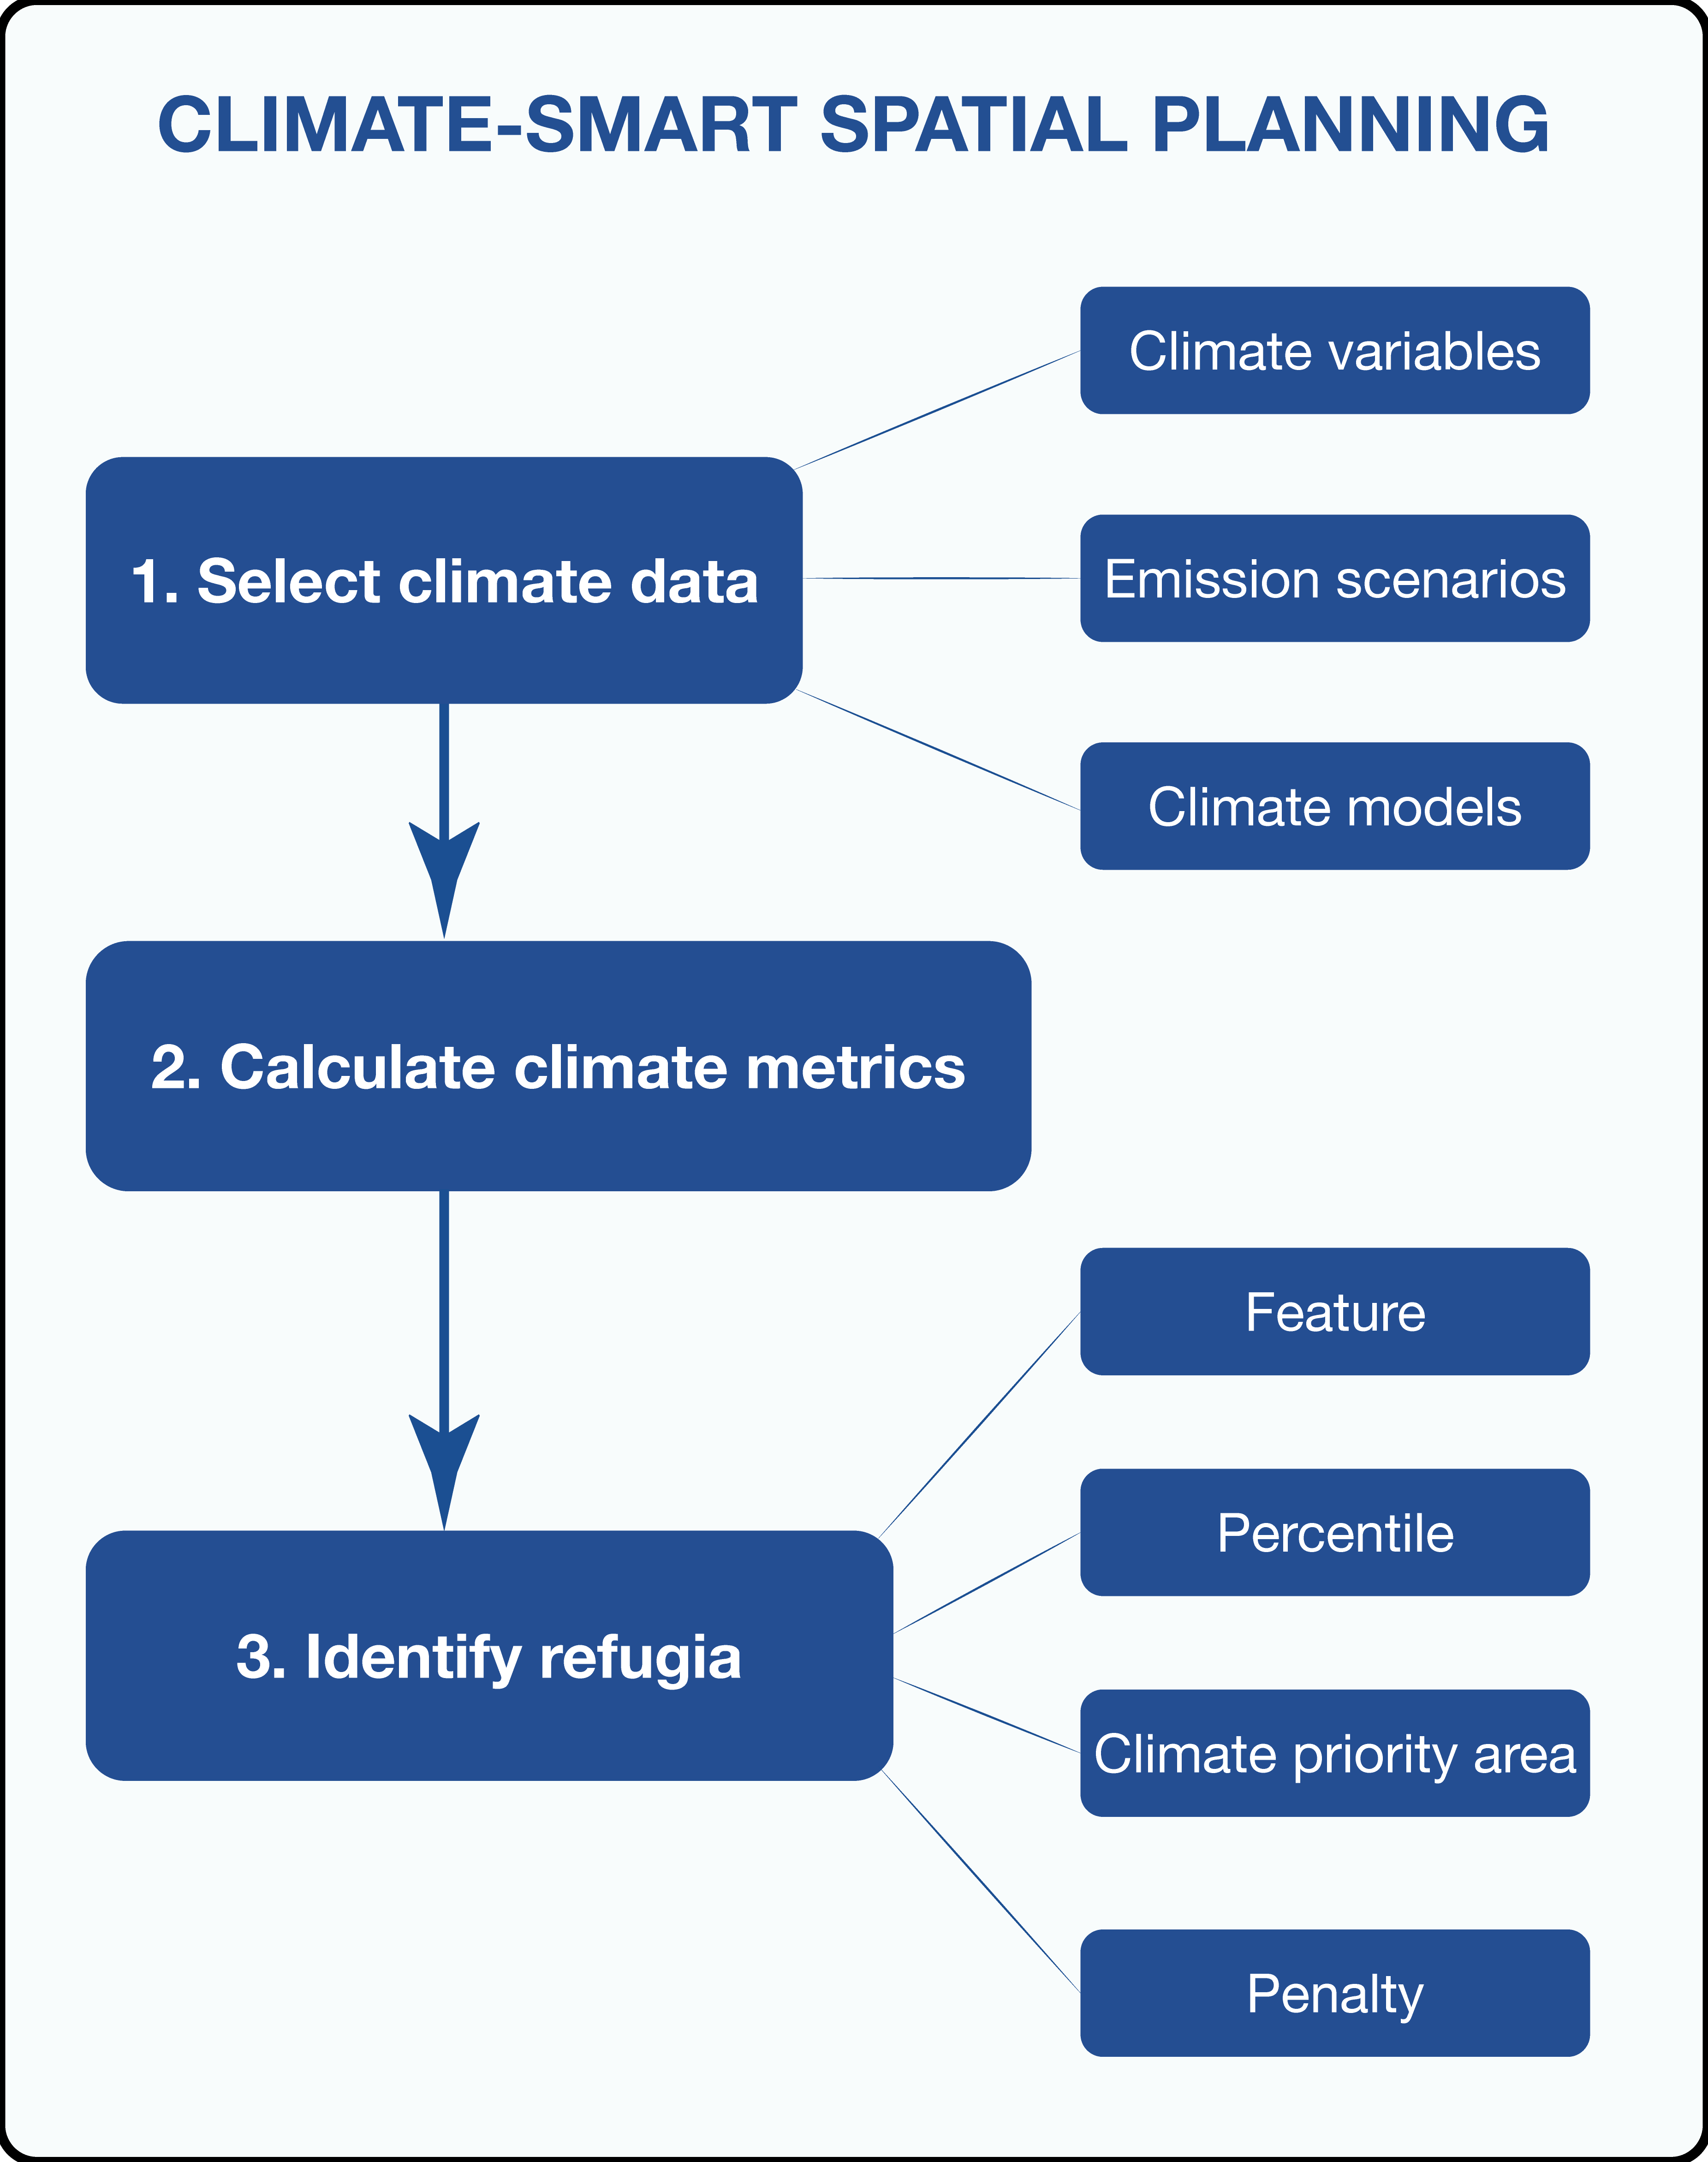 CLIMATE-SMART SPATIAL PLANNING
1. Select climate data
Climate variables
Emission scenarios
Climate models
2. Calculate climate metrics
3. Identify refugia
Feature
Percentile
Climate priority area
Penalty